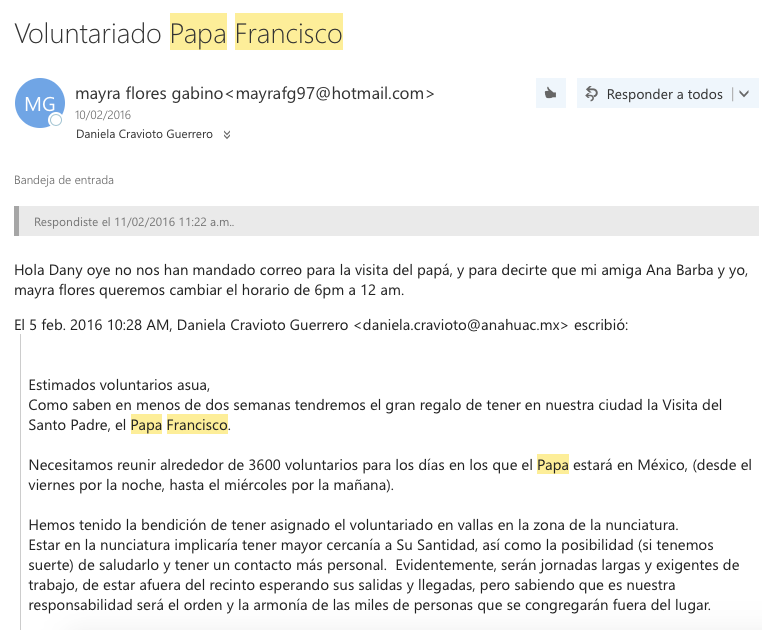 Voluntariado Papa Francisco
MG
mayra flores gabino<mayrafg97@hotmail.com>
Responder a todos
10/02/2016
Daniela Cravioto Guerrero
Bandeja de entrada
Respondiste el 11/02/2016 11:22 a.m..
Hola Dany oye no nos han mandado correo para la visita del papá, y para decirte que mi amiga Ana Barba y yo,
mayra flores queremos cambiar el horario de 6pm a 12 am.
El 5 feb. 2016 10:28 AM, Daniela Cravioto Guerrero <daniela.cravioto@anahuac.mx> escribió:
Estimados voluntarios asua,
Como saben en menos de dos semanas tendremos el gran regalo de tener en nuestra ciudad la Visita del
Santo Padre, el Papa Francisco.
Necesitamos reunir alrededor de 3600 voluntarios para los días en los que el Papa estará en México, (desde el
viernes por la noche, hasta el miércoles por la mañana).
Hemos tenido la bendición de tener asignado el voluntariado en vallas en la zona de la nunciatura.
Estar en la nunciatura implicaría tener mayor cercanía a Su Santidad, así como la posibilidad (si tenemos
suerte) de saludarlo y tener un contacto más personal.  Evidentemente, serán jornadas largas y exigentes de
trabajo, de estar afuera del recinto esperando sus salidas y llegadas, pero sabiendo que es nuestra
responsabilidad será el orden y la armonía de las miles de personas que se congregarán fuera del lugar.